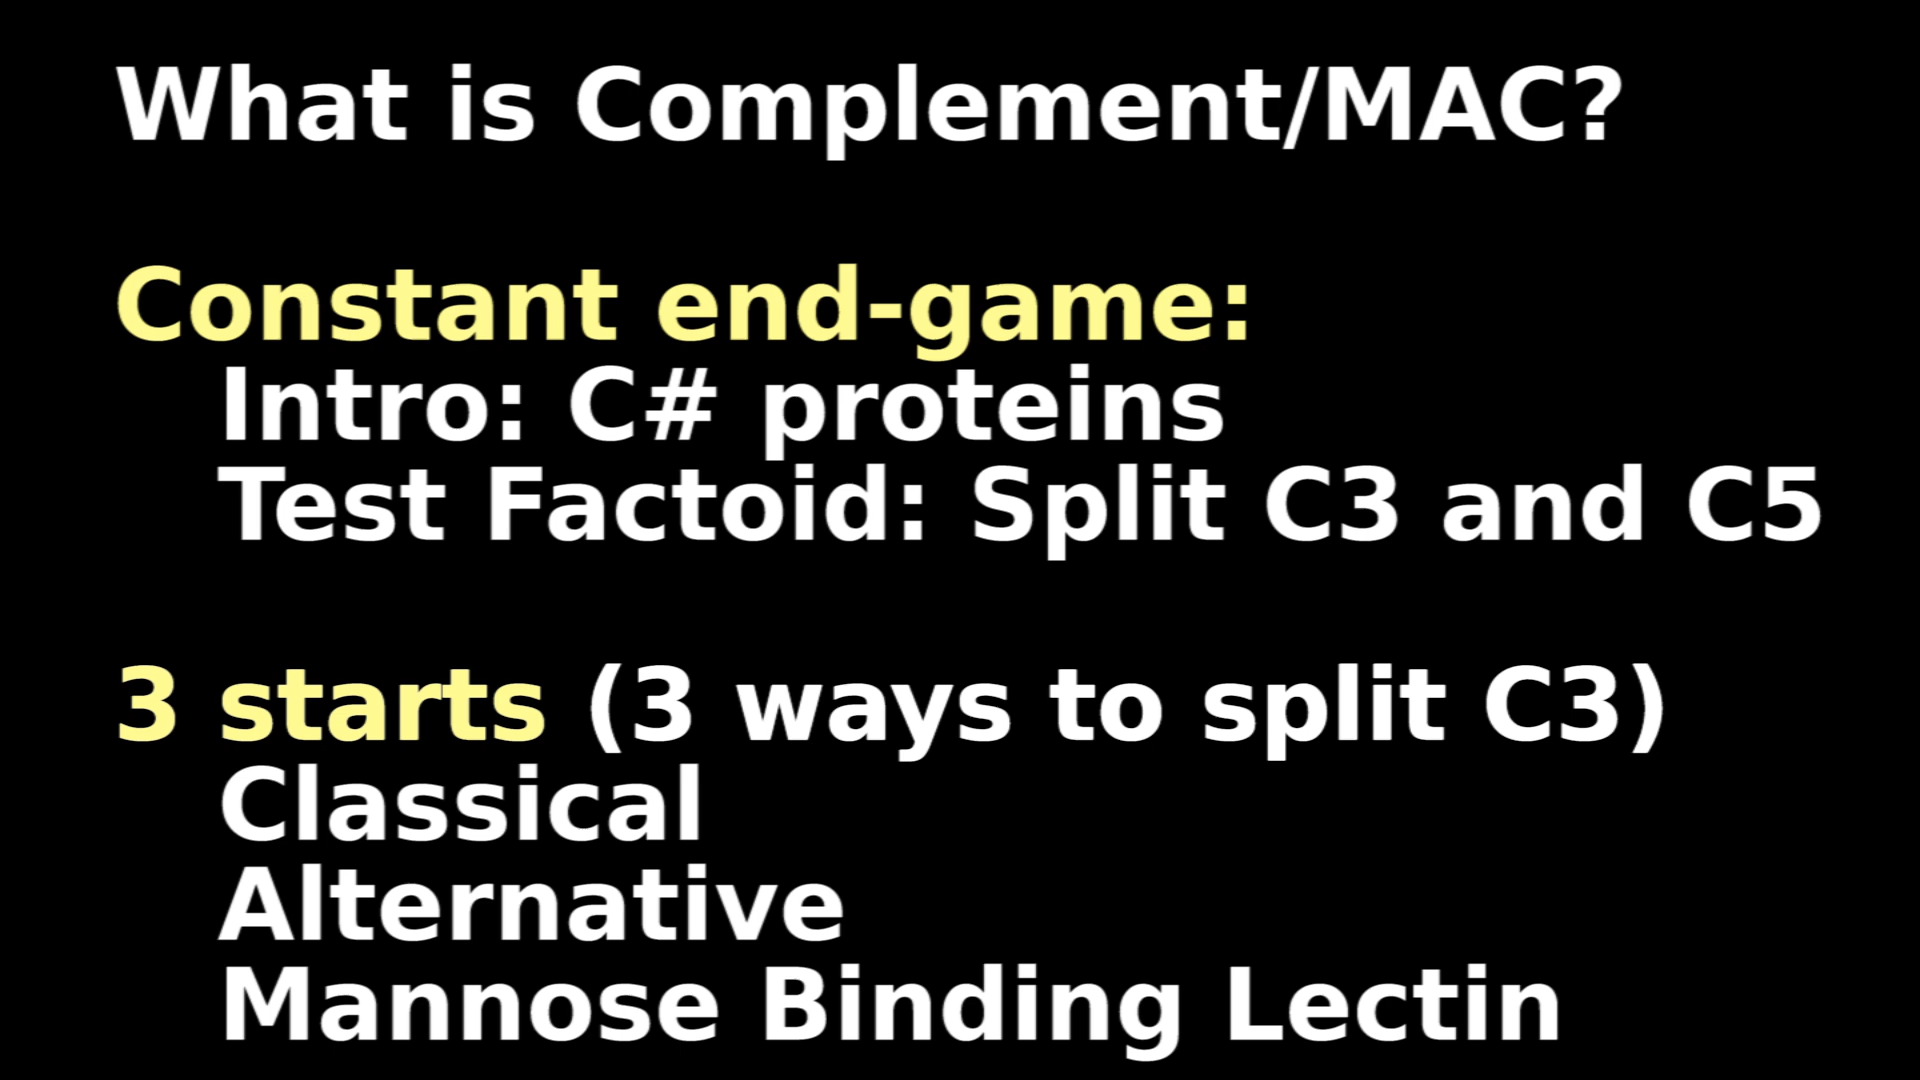 What is Complement/MAC?
Constant end-game:
Intro: C# proteins
Test Factoid: Split C3 and C5
3 starts (3 ways to split C3)
Classical
Alternative
Mannose Binding Lectin